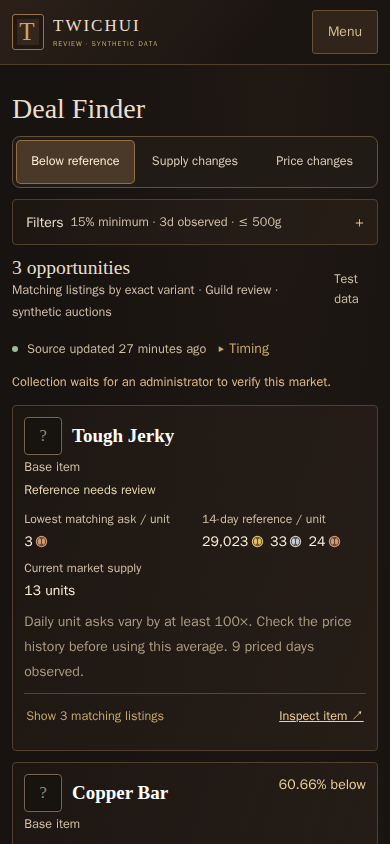 T
TWICHUI
REVIEW · SYNTHETIC DATA
Menu
Deal Finder
Below reference
Supply changes
Price changes
Filters 15% minimum · 3d observed · ≤ 500g +
3 opportunities
Matching listings by exact variant · Guild review ·
synthetic auctions
Test
data
Source updated 27 minutes ago ▸ Timing
Collection waits for an administrator to verify this market.
? Tough Jerky
Base item
Reference needs review
Lowest matching ask / unit
14-day reference / unit
3
29,023 33 24
Current market supply
13 units
Daily unit asks vary by at least 100×. Check the price
history before using this average. 9 priced days
observed.
Show 3 matching listings
Inspect item ↗
? Copper Bar
60.66% below
Base item